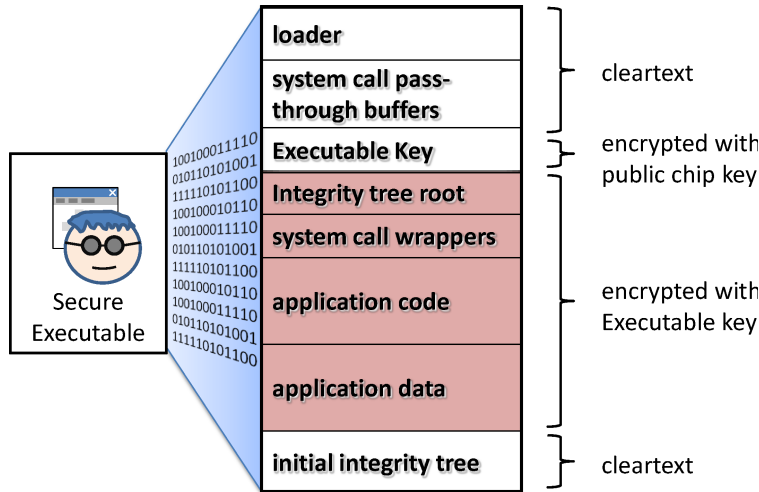 loader
system call pass-
through buffers
Executable Key
Integrity tree root
system call wrappers
application code
application data
initial integrity tree
cleartext
encrypted with
public chip key
encrypted with
Executable key
cleartext
100100011110
010110101001
111110101100
100100010110
100100011110
010110101001
111110101100
100100010110
100100011110
010110101001
111110101100
Secure
Executable